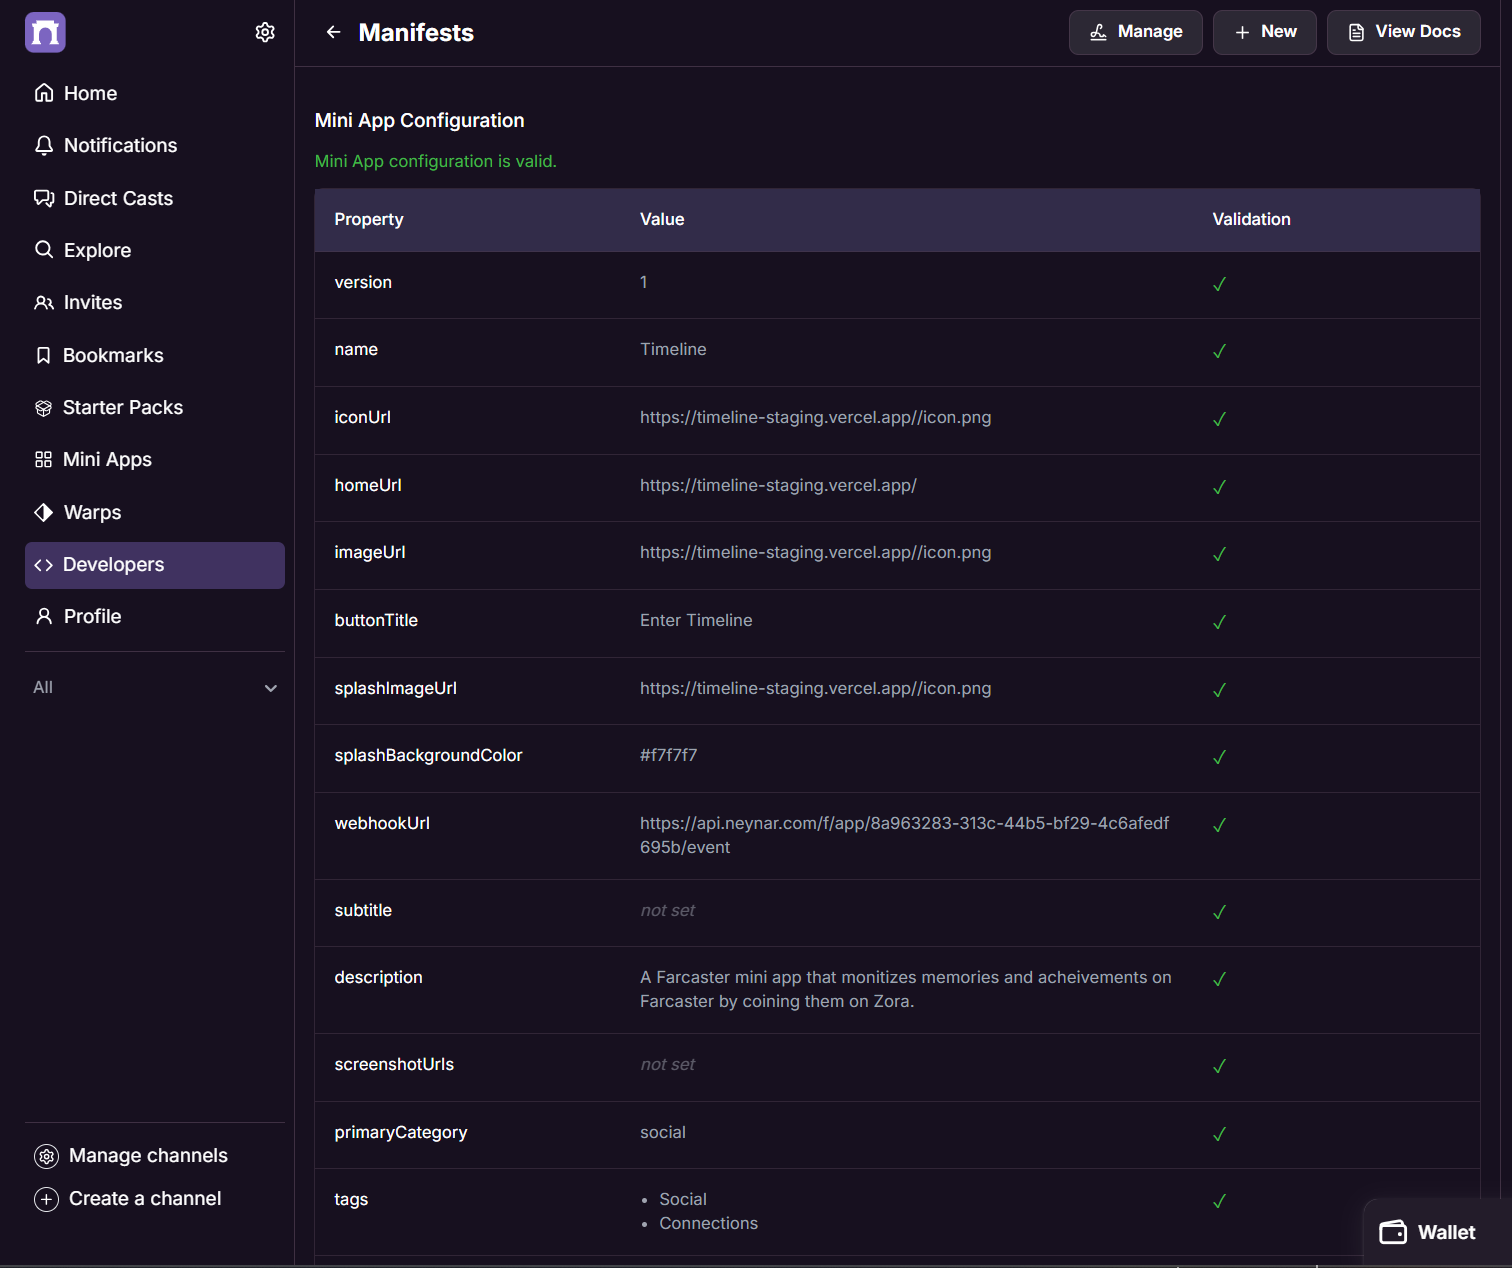 Manifests
Manage
New
View Docs
Home
Notifications
Direct Casts
Explore
Invites
Bookmarks
Starter Packs
Mini Apps
Warps
Developers
Profile
All
Manage channels
Create a channel
Mini App Configuration
Mini App configuration is valid.
Property Value Validation
version 1
name Timeline
iconUrl https://timeline-staging.vercel.app//icon.png
homeUrl https://timeline-staging.vercel.app/
imageUrl https://timeline-staging.vercel.app//icon.png
buttonTitle Enter Timeline
splashImageUrl https://timeline-staging.vercel.app//icon.png
splashBackgroundColor #f7f7f7
webhookUrl https://api.neynar.com/f/app/8a963283-313c-44b5-bf29-4c6afedf
695b/event
subtitle not set
description A Farcaster mini app that monitizes memories and acheivements on
Farcaster by coining them on Zora.
screenshotUrls not set
primaryCategory social
tags • Social
• Connections
Wallet